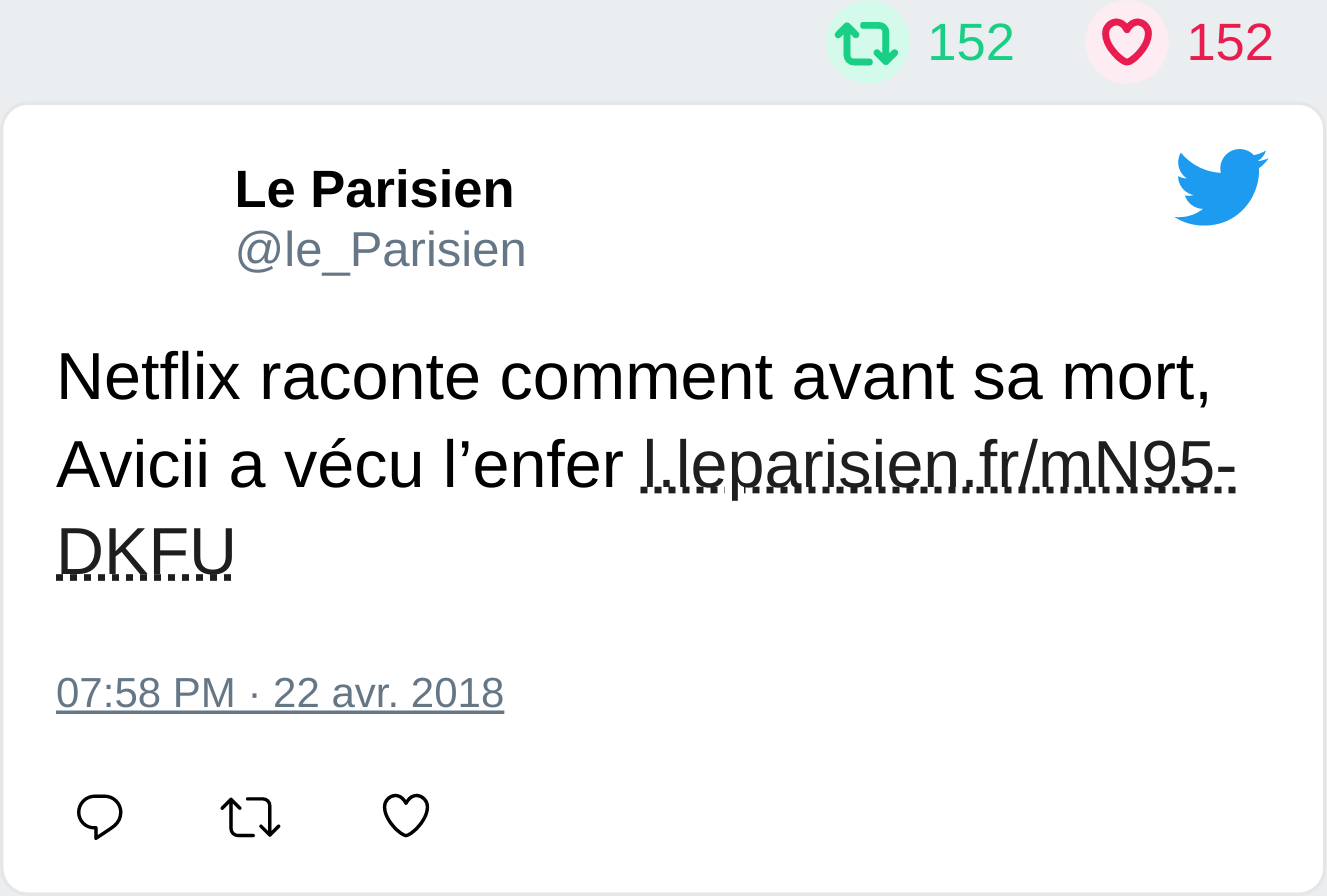 152 152
Le Parisien
@le_Parisien
Netflix raconte comment avant sa mort,
Avicii a vécu l’enfer l.leparisien.fr/mN95-
DKFU
07:58 PM · 22 avr. 2018